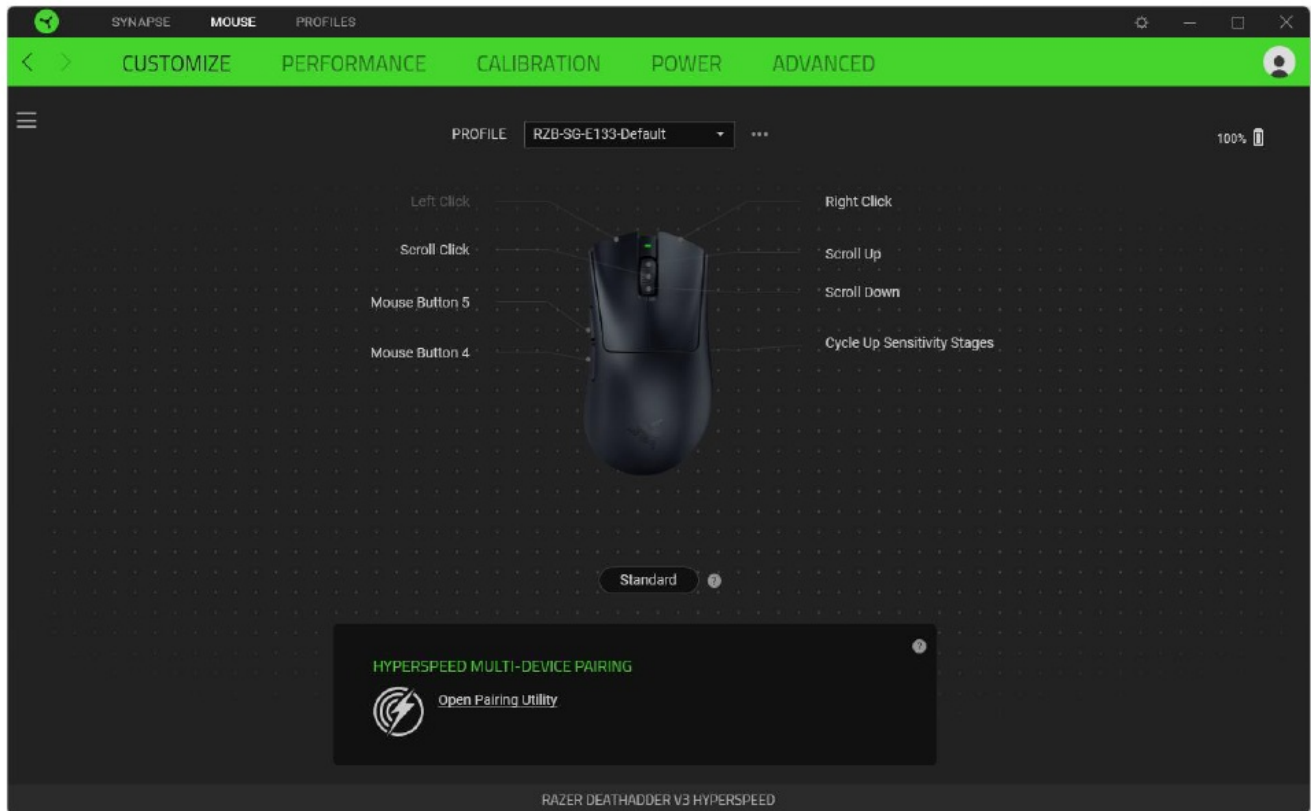 SYNAPSE MOUSE PROFILES
CUSTOMIZE PERFORMANCE CALIBRATION POWER ADVANCED
PROFILE RZB-SG-E133-Default
100%
Left Click
Right Click
Scroll Click
Scroll Up
Scroll Down
Mouse Button 5
Cycle Up Sensitivity Stages
Mouse Button 4
Standard ?
?
HYPERSPEED MULTI-DEVICE PAIRING
Open Pairing Utility
RAZER DEATHADDER V3 HYPERSPEED